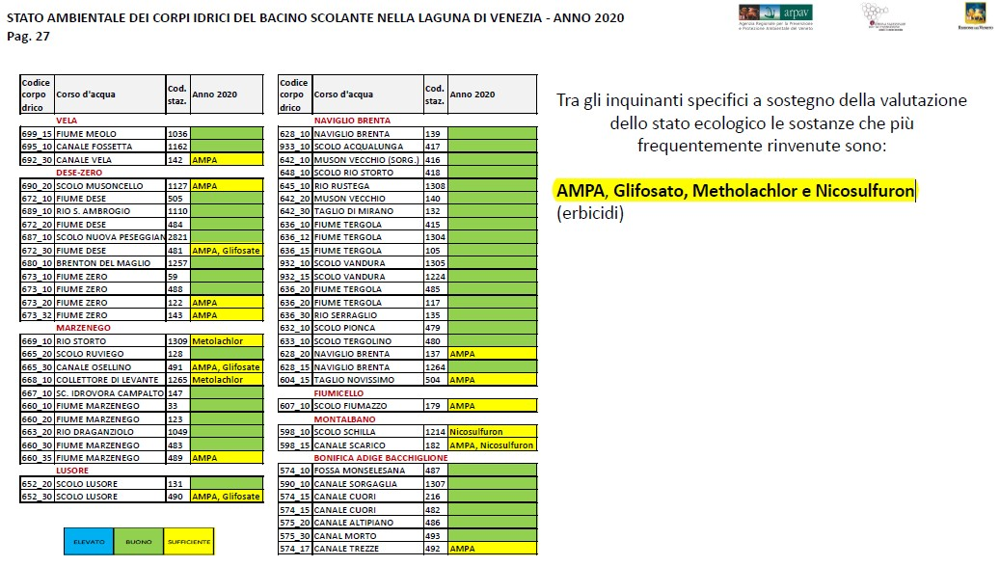 STATO AMBIENTALE DEI CORPI IDRICI DEL BACINO SCOLANTE NELLA LAGUNA DI VENEZIA - ANNO 2020
Pag. 27
arpav
Agenzia Regionale per la Prevenzione
e Protezione Ambientale del Veneto
REGIONE DEL VENETO
Codice corpo drico Corso d'acqua Cod. staz. Anno 2020
VELA
699_15 FIUME MEOLO 1036
695_10 CANALE FOSSETTA 1162
692_30 CANALE VELA 142 AMPA
DESE-ZERO
690_20 SCOLO MUSONCELLO 1127 AMPA
672_10 FIUME DESE 505
689_10 RIO S. AMBROGIO 1110
672_20 FIUME DESE 484
687_10 SCOLO NUOVA PESEGGIAN 2821
672_30 FIUME DESE 481 AMPA, Glifosate
680_10 BRENTON DEL MAGLIO 1257
673_10 FIUME ZERO 59
673_10 FIUME ZERO 488
673_20 FIUME ZERO 122 AMPA
673_32 FIUME ZERO 143 AMPA
MARZENEGO
669_10 RIO STORTO 1309 Metolachlor
665_20 SCOLO RUVIEGO 128
665_30 CANALE OSELLINO 491 AMPA, Glifosate
668_10 COLLETTORE DI LEVANTE 1265 Metolachlor
667_10 SC. IDROVORA CAMPALTO 147
660_10 FIUME MARZENEGO 33
660_20 FIUME MARZENEGO 123
663_20 RIO DRAGANZIOLO 1049
660_30 FIUME MARZENEGO 483
660_35 FIUME MARZENEGO 489 AMPA
LUSORE
652_20 SCOLO LUSORE 131
652_30 SCOLO LUSORE 490 AMPA, Glifosate
ELEVATO BUONO SUFFICIENTE
Codice corpo drico Corso d'acqua Cod. staz. Anno 2020
NAVIGLIO BRENTA
628_10 NAVIGLIO BRENTA 139
933_10 SCOLO ACQUALUNGA 417
642_10 MUSON VECCHIO (SORG.) 416
648_10 SCOLO RIO STORTO 418
645_10 RIO RUSTEGA 1308
642_20 MUSON VECCHIO 140
642_30 TAGLIO DI MIRANO 132
636_10 FIUME TERGOLA 415
636_12 FIUME TERGOLA 1304
636_15 FIUME TERGOLA 105
932_10 SCOLO VANDURA 1305
932_15 SCOLO VANDURA 1224
636_20 FIUME TERGOLA 485
636_20 FIUME TERGOLA 117
636_30 RIO SERRAGLIO 135
632_10 SCOLO PIONCA 479
633_10 SCOLO TERGOLINO 480
628_20 NAVIGLIO BRENTA 137 AMPA
628_15 NAVIGLIO BRENTA 1264
604_15 TAGLIO NOVISSIMO 504 AMPA
FIUMICELLO
607_10 SCOLO FIUMAZZO 179 AMPA
MONTALBANO
598_10 SCOLO SCHILLA 1214 Nicosulfuron
598_15 CANALE SCARICO 182 AMPA, Nicosulfuron
BONIFICA ADIGE BACCHIGLIONE
574_10 FOSSA MONSELESANA 487
590_10 CANALE SORGAGLIA 1307
574_15 CANALE CUORI 216
574_15 CANALE CUORI 482
575_20 CANALE ALTIPIANO 486
575_30 CANAL MORTO 493
574_17 CANALE TREZZE 492 AMPA
Tra gli inquinanti specifici a sostegno della valutazione
dello stato ecologico le sostanze che più
frequentemente rinvenute sono:
AMPA, Glifosato, Metholachlor e Nicosulfuron
(erbicidi)